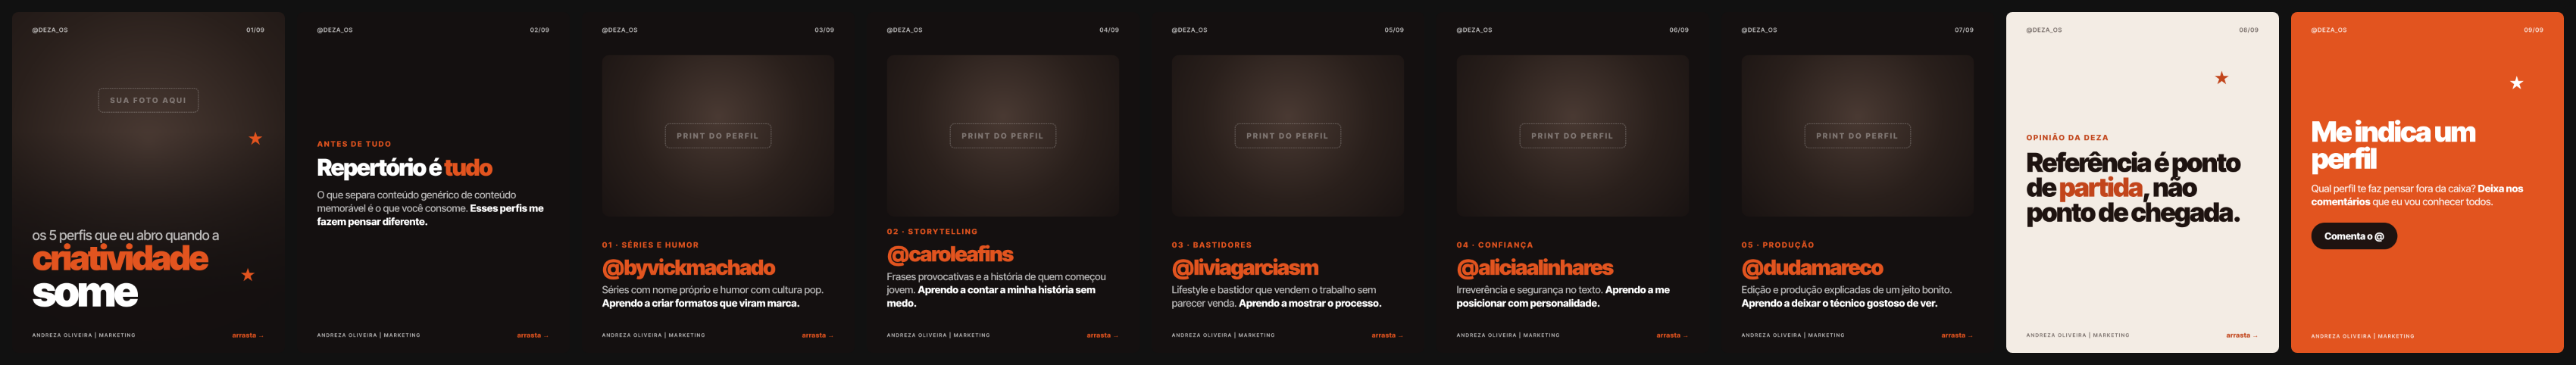 @DEZA_OS
01/09
SUA FOTO AQUI
os 5 perfis que eu abro quando a
criatividade
some
ANDREZA OLIVEIRA | MARKETING
arrasta →
@DEZA_OS
02/09
ANTES DE TUDO
Repertório é tudo
O que separa conteúdo genérico de conteúdo
memorável é o que você consome. Esses perfis me
fazem pensar diferente.
ANDREZA OLIVEIRA | MARKETING
arrasta →
@DEZA_OS
03/09
PRINT DO PERFIL
01 · SÉRIES E HUMOR
@byvickmachado
Séries com nome próprio e humor com cultura pop.
Aprendo a criar formatos que viram marca.
ANDREZA OLIVEIRA | MARKETING
arrasta →
@DEZA_OS
04/09
PRINT DO PERFIL
02 · STORYTELLING
@caroleafins
Frases provocativas e a história de quem começou
jovem. Aprendo a contar a minha história sem
medo.
ANDREZA OLIVEIRA | MARKETING
arrasta →
@DEZA_OS
05/09
PRINT DO PERFIL
03 · BASTIDORES
@liviagarciasm
Lifestyle e bastidor que vendem o trabalho sem
parecer venda. Aprendo a mostrar o processo.
ANDREZA OLIVEIRA | MARKETING
arrasta →
@DEZA_OS
06/09
PRINT DO PERFIL
04 · CONFIANÇA
@aliciaalinhares
Irreverência e segurança no texto. Aprendo a me
posicionar com personalidade.
ANDREZA OLIVEIRA | MARKETING
arrasta →
@DEZA_OS
07/09
PRINT DO PERFIL
05 · PRODUÇÃO
@dudamareco
Edição e produção explicadas de um jeito bonito.
Aprendo a deixar o técnico gostoso de ver.
ANDREZA OLIVEIRA | MARKETING
arrasta →
@DEZA_OS
08/09
OPINIÃO DA DEZA
Referência é ponto
de partida, não
ponto de chegada.
ANDREZA OLIVEIRA | MARKETING
arrasta →
@DEZA_OS
09/09
Me indica um
perfil
Qual perfil te faz pensar fora da caixa? Deixa nos
comentários que eu vou conhecer todos.
Comenta o @
ANDREZA OLIVEIRA | MARKETING